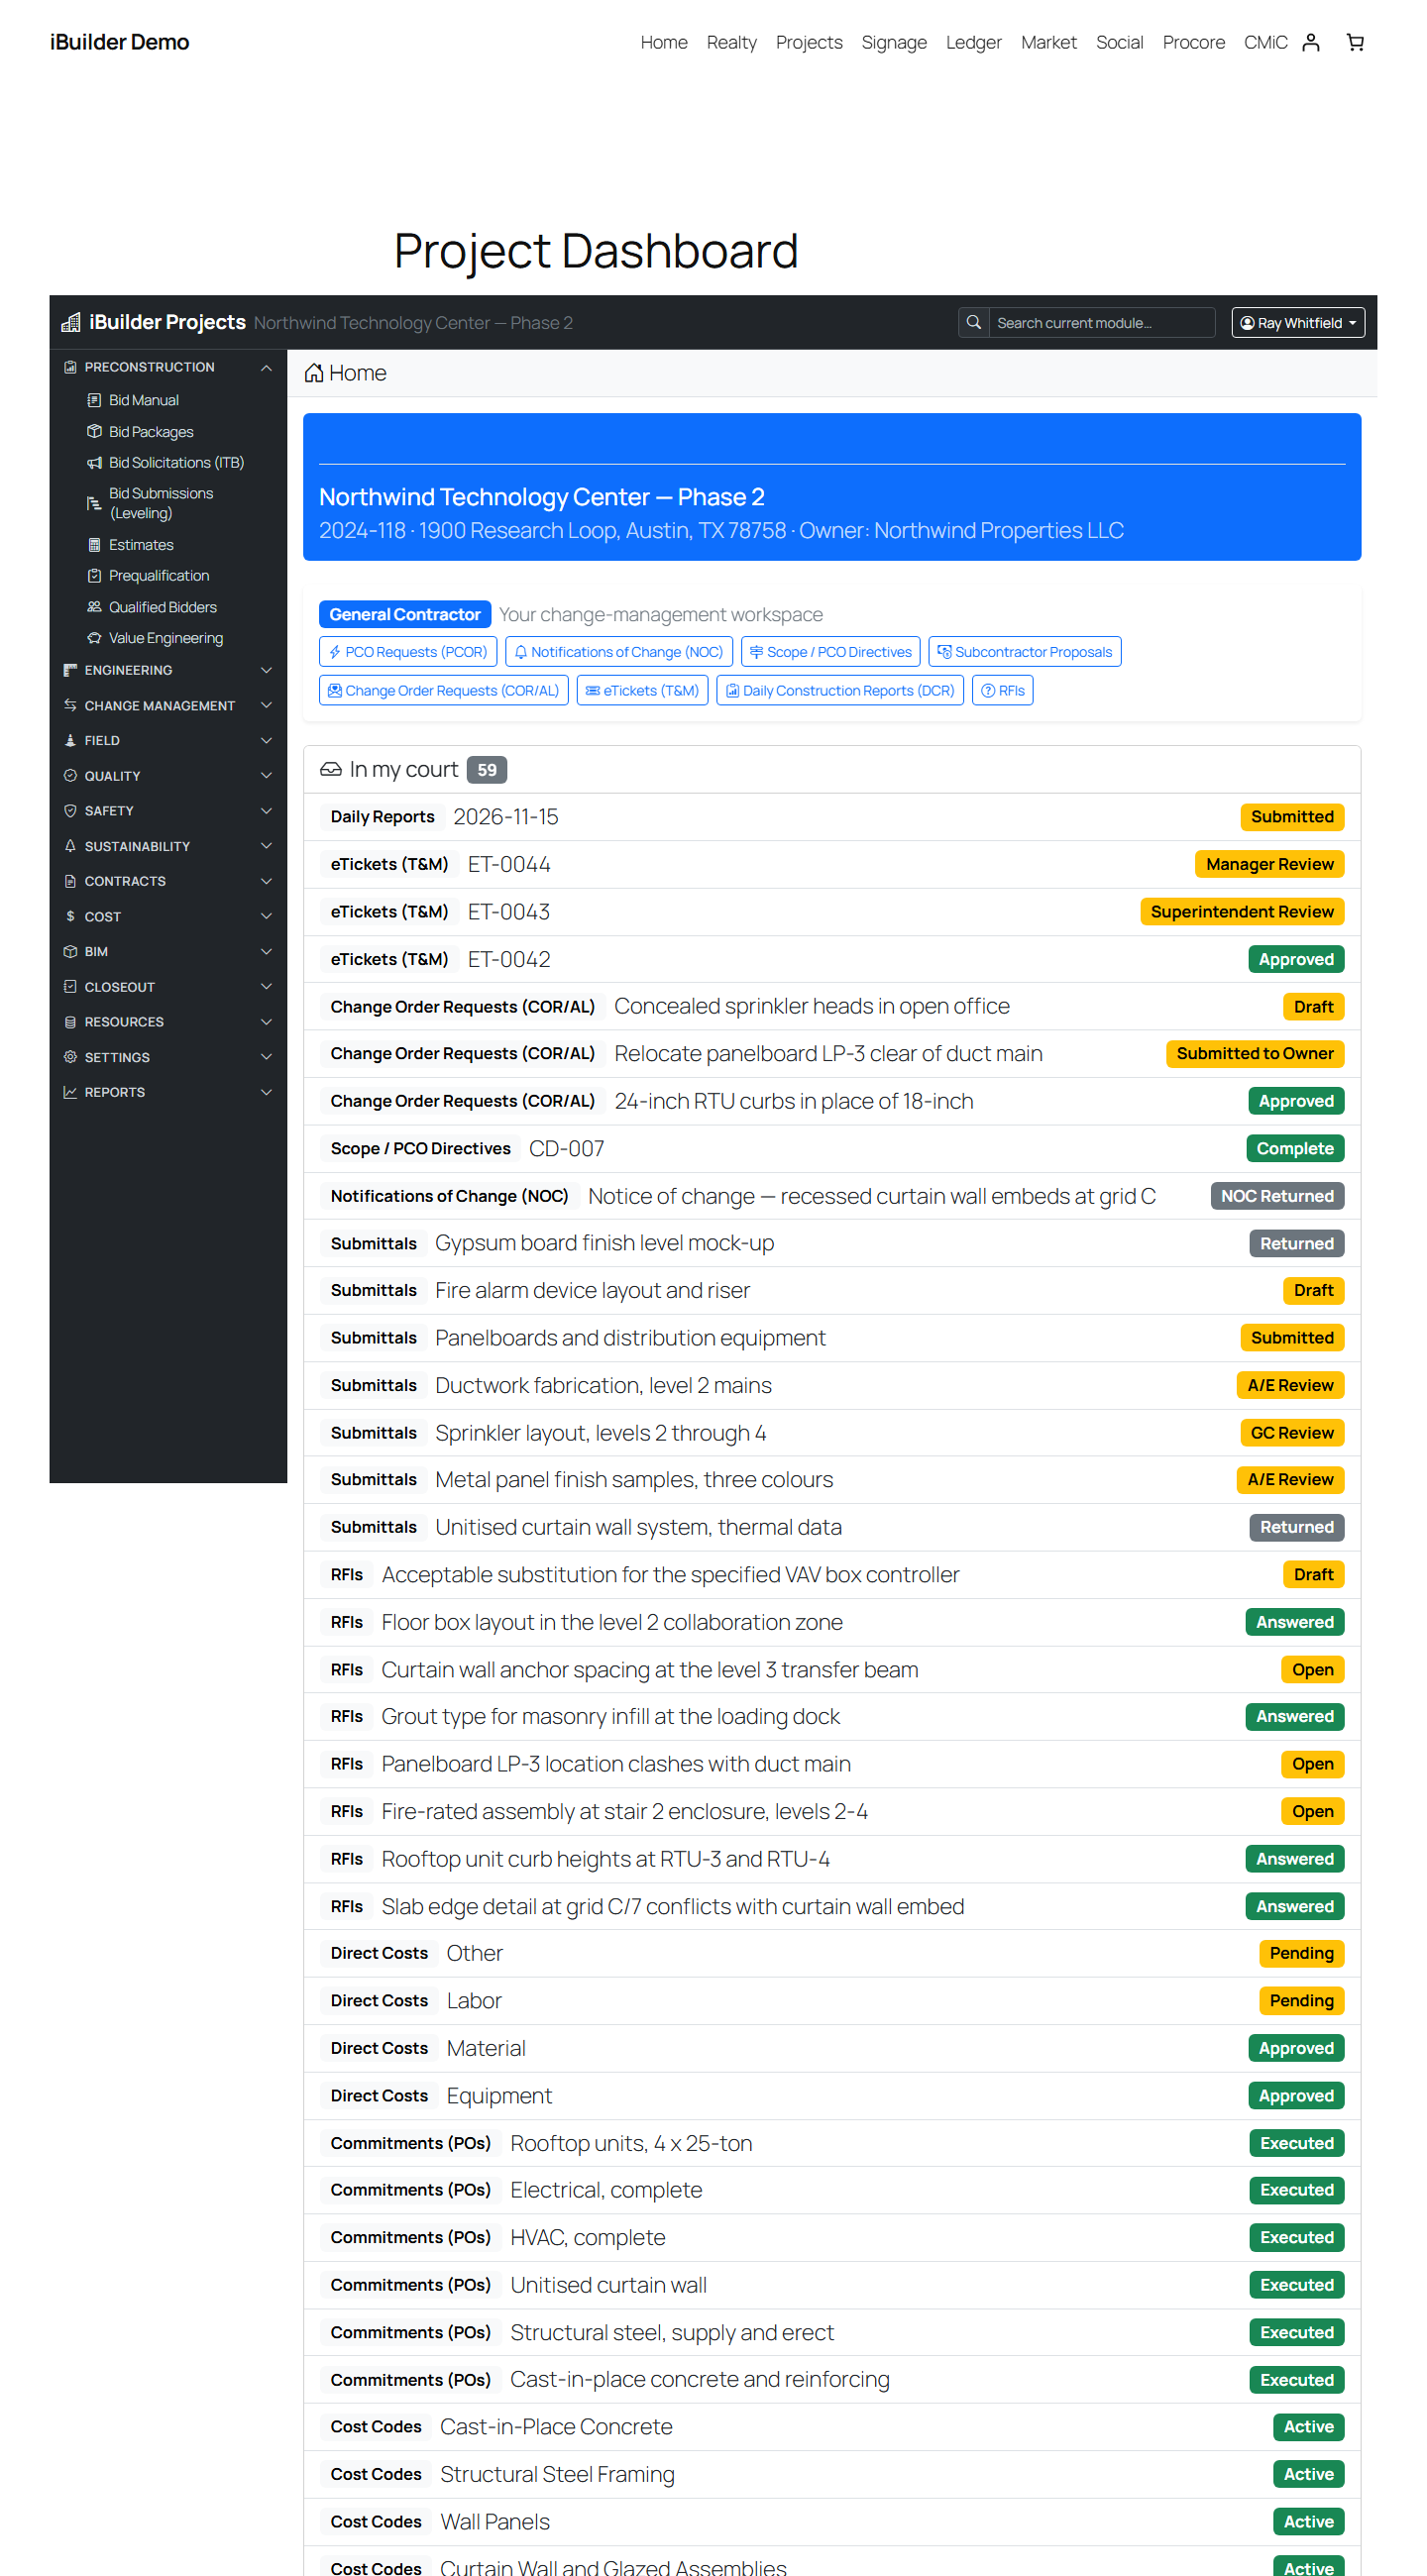 iBuilder Demo
Home Realty Projects Signage Ledger Market Social Procore CMiC
Project Dashboard
iBuilder Projects Northwind Technology Center — Phase 2
Search current module...
Ray Whitfield
PRECONSTRUCTION
Bid Manual
Bid Packages
Bid Solicitations (ITB)
Bid Submissions
(Leveling)
Estimates
Prequalification
Qualified Bidders
Value Engineering
ENGINEERING
CHANGE MANAGEMENT
FIELD
QUALITY
SAFETY
SUSTAINABILITY
CONTRACTS
$ COST
BIM
CLOSEOUT
RESOURCES
SETTINGS
REPORTS
Home
Northwind Technology Center — Phase 2
2024-118 · 1900 Research Loop, Austin, TX 78758 · Owner: Northwind Properties LLC
General Contractor Your change-management workspace
PCO Requests (PCOR) Notifications of Change (NOC) Scope / PCO Directives Subcontractor Proposals
Change Order Requests (COR/AL) eTickets (T&M) Daily Construction Reports (DCR) RFIs
In my court 59
Daily Reports 2026-11-15 Submitted
eTickets (T&M) ET-0044 Manager Review
eTickets (T&M) ET-0043 Superintendent Review
eTickets (T&M) ET-0042 Approved
Change Order Requests (COR/AL) Concealed sprinkler heads in open office Draft
Change Order Requests (COR/AL) Relocate panelboard LP-3 clear of duct main Submitted to Owner
Change Order Requests (COR/AL) 24-inch RTU curbs in place of 18-inch Approved
Scope / PCO Directives CD-007 Complete
Notifications of Change (NOC) Notice of change — recessed curtain wall embeds at grid C NOC Returned
Submittals Gypsum board finish level mock-up Returned
Submittals Fire alarm device layout and riser Draft
Submittals Panelboards and distribution equipment Submitted
Submittals Ductwork fabrication, level 2 mains A/E Review
Submittals Sprinkler layout, levels 2 through 4 GC Review
Submittals Metal panel finish samples, three colours A/E Review
Submittals Unitised curtain wall system, thermal data Returned
RFIs Acceptable substitution for the specified VAV box controller Draft
RFIs Floor box layout in the level 2 collaboration zone Answered
RFIs Curtain wall anchor spacing at the level 3 transfer beam Open
RFIs Grout type for masonry infill at the loading dock Answered
RFIs Panelboard LP-3 location clashes with duct main Open
RFIs Fire-rated assembly at stair 2 enclosure, levels 2-4 Open
RFIs Rooftop unit curb heights at RTU-3 and RTU-4 Answered
RFIs Slab edge detail at grid C/7 conflicts with curtain wall embed Answered
Direct Costs Other Pending
Direct Costs Labor Pending
Direct Costs Material Approved
Direct Costs Equipment Approved
Commitments (POs) Rooftop units, 4 x 25-ton Executed
Commitments (POs) Electrical, complete Executed
Commitments (POs) HVAC, complete Executed
Commitments (POs) Unitised curtain wall Executed
Commitments (POs) Structural steel, supply and erect Executed
Commitments (POs) Cast-in-place concrete and reinforcing Executed
Cost Codes Cast-in-Place Concrete Active
Cost Codes Structural Steel Framing Active
Cost Codes Wall Panels Active
Cost Codes Curtain Wall and Glazed Assemblies Active